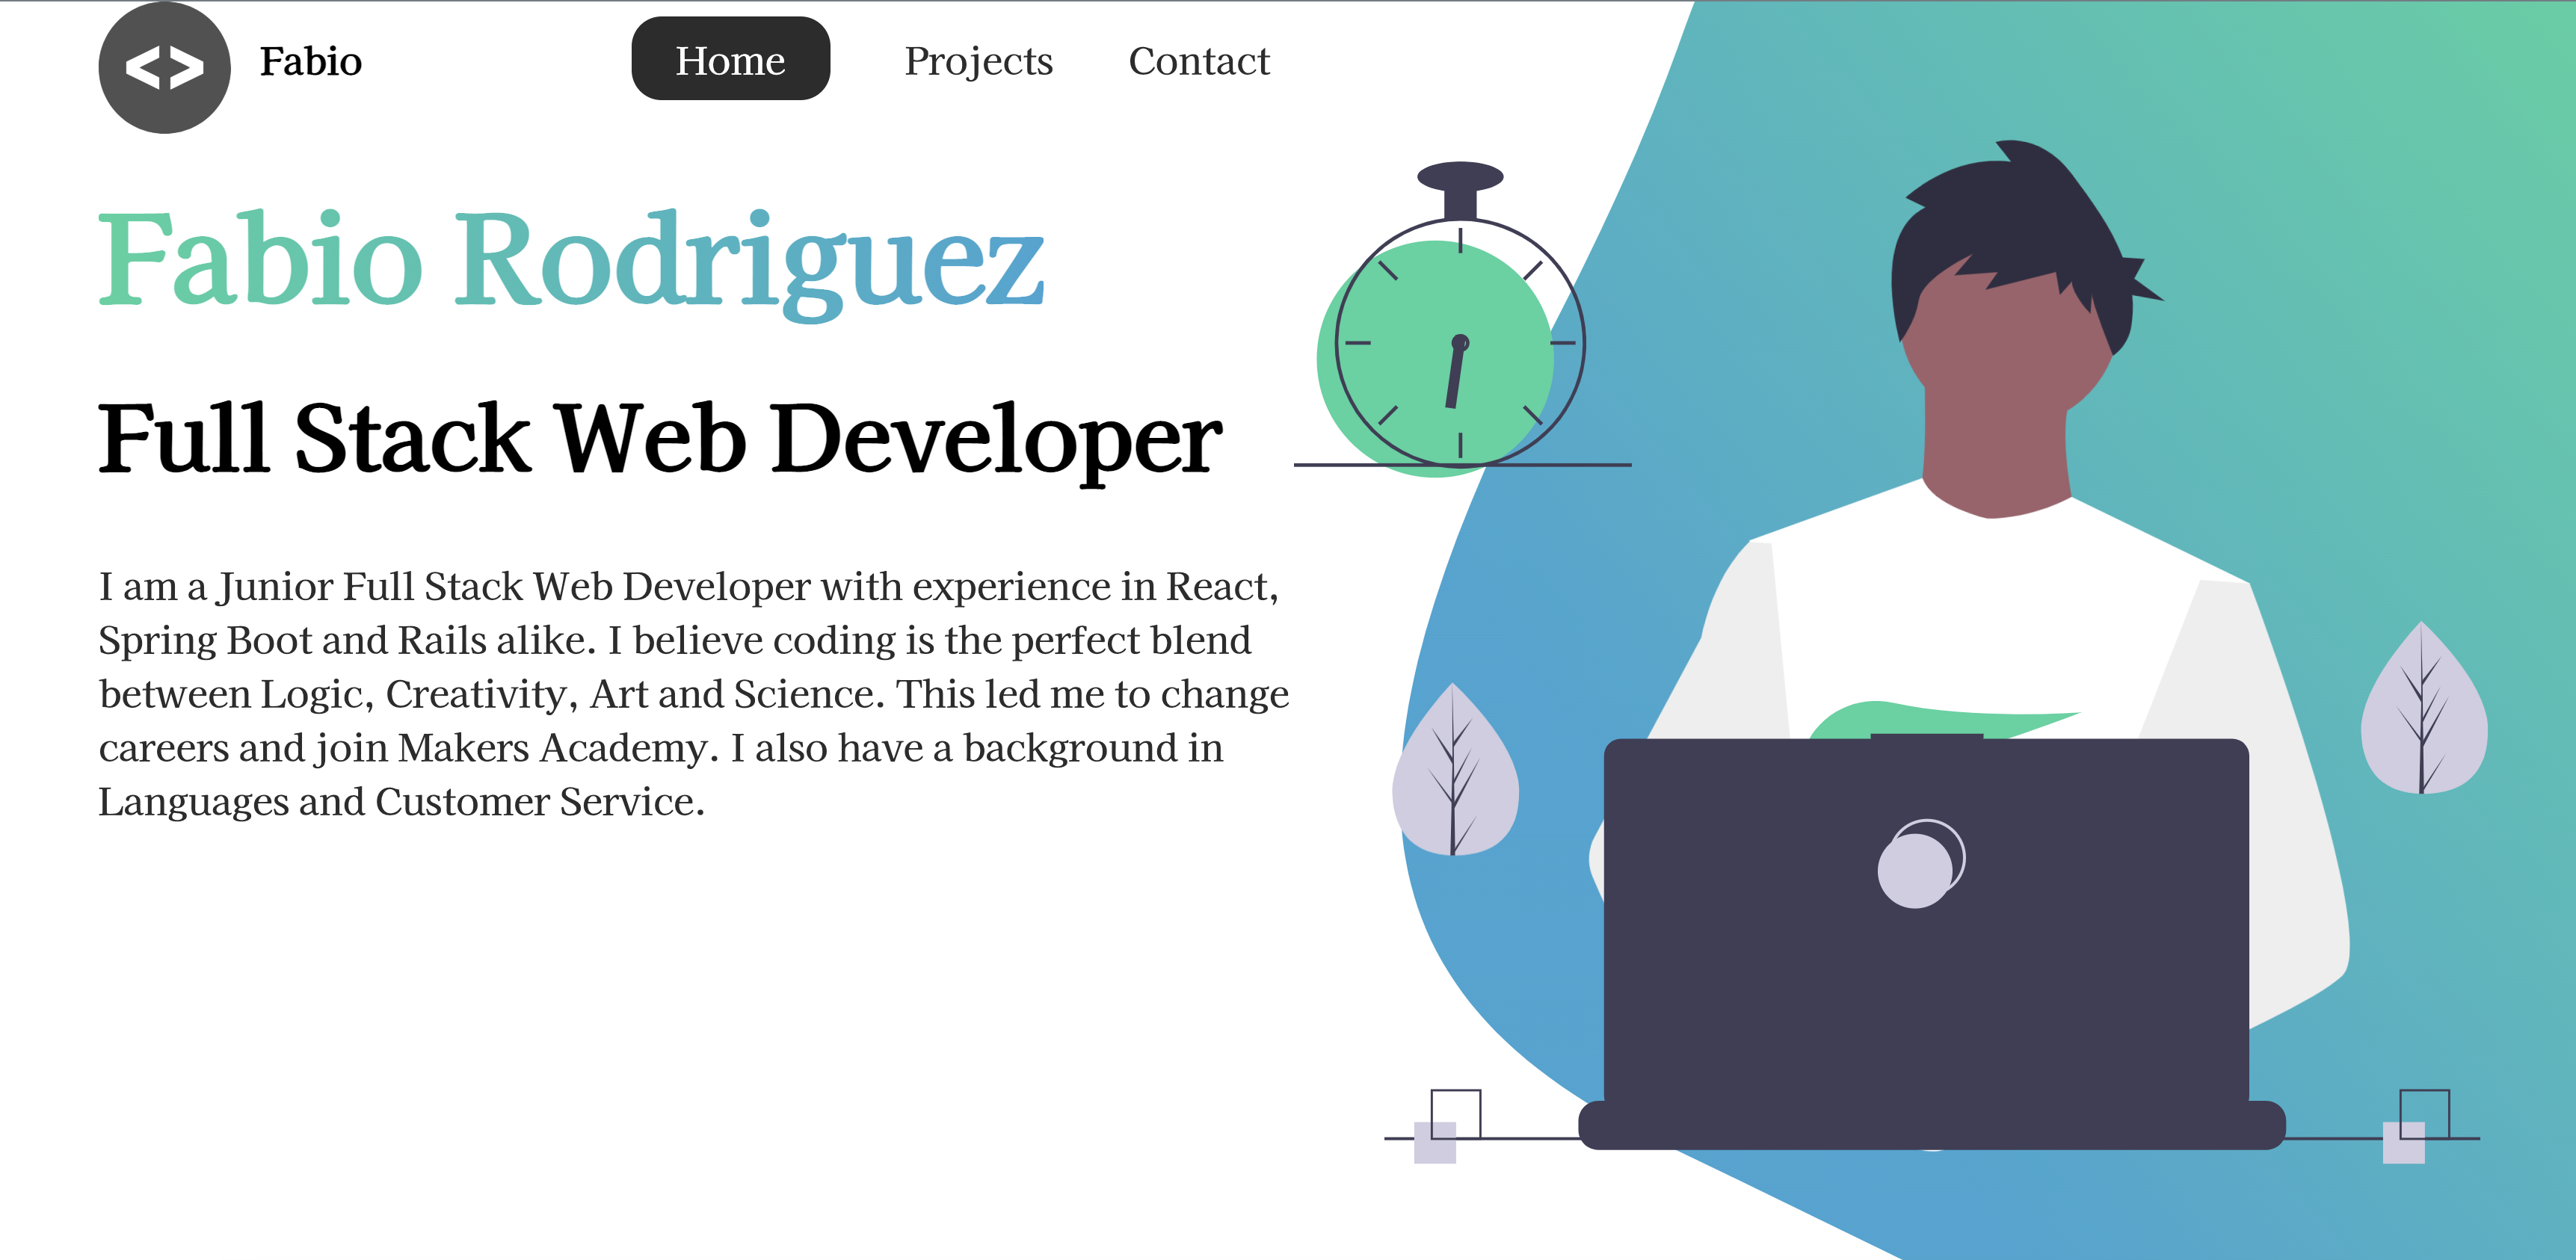 <> Fabio Home Projects Contact
Fabio Rodriguez
Full Stack Web Developer
I am a Junior Full Stack Web Developer with experience in React,
Spring Boot and Rails alike. I believe coding is the perfect blend
between Logic, Creativity, Art and Science. This led me to change
careers and join Makers Academy. I also have a background in
Languages and Customer Service.